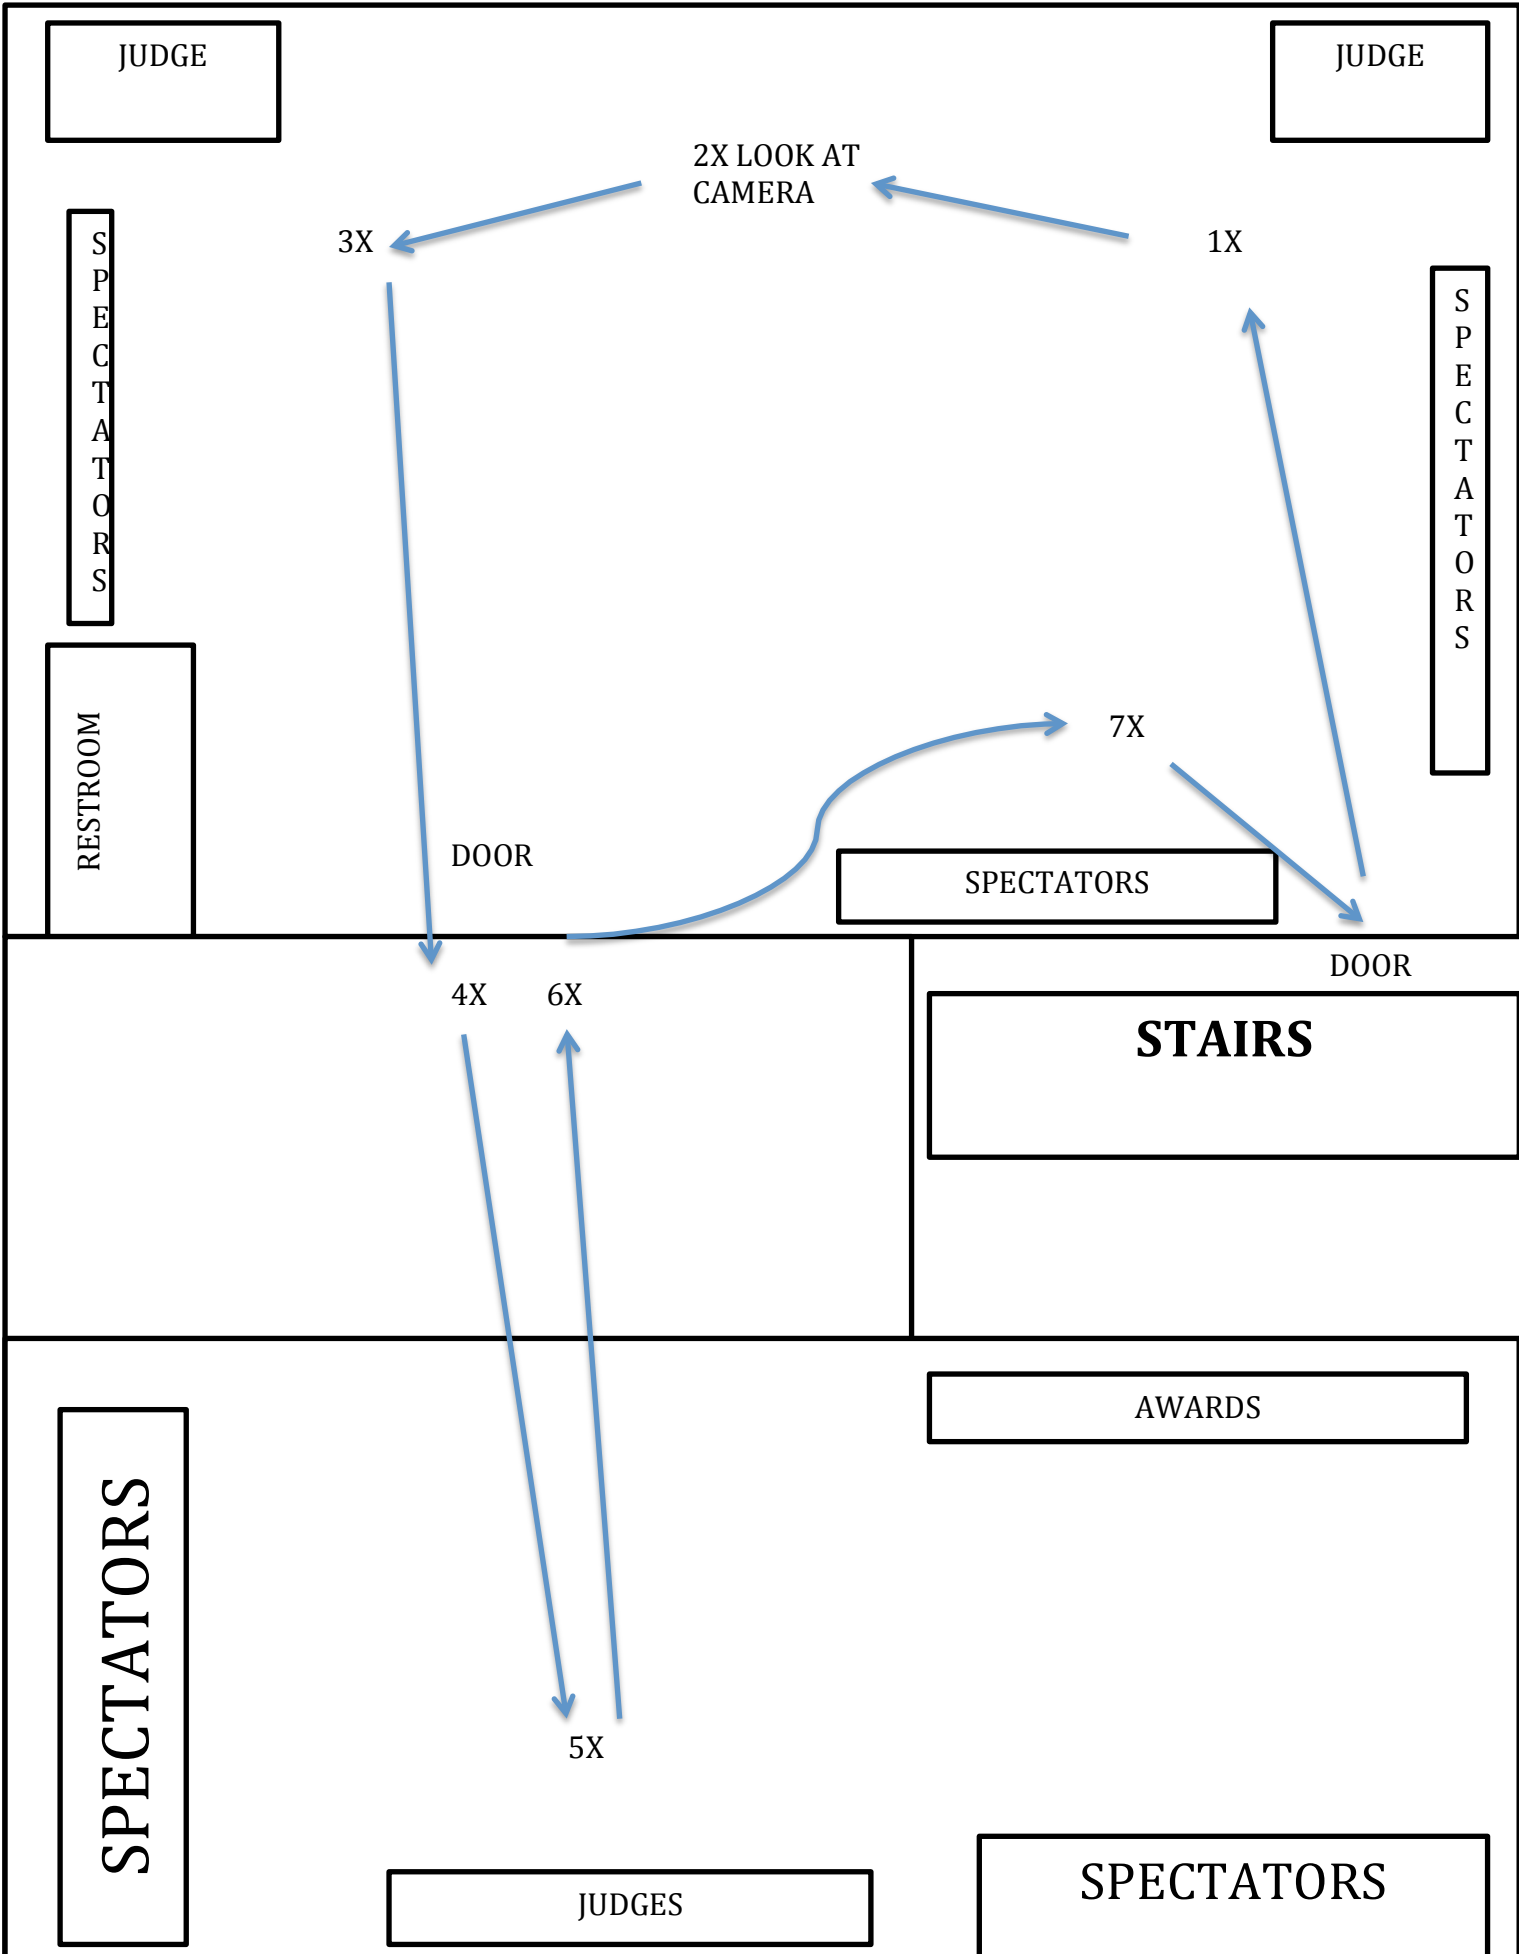 JUDGE
JUDGE
2X LOOK AT
CAMERA
3X
1X
SPECTATORS
SPECTATORS
7X
RESTROOM
DOOR
SPECTATORS
DOOR
4X
6X
STAIRS
AWARDS
SPECTATORS
5X
SPECTATORS
JUDGES